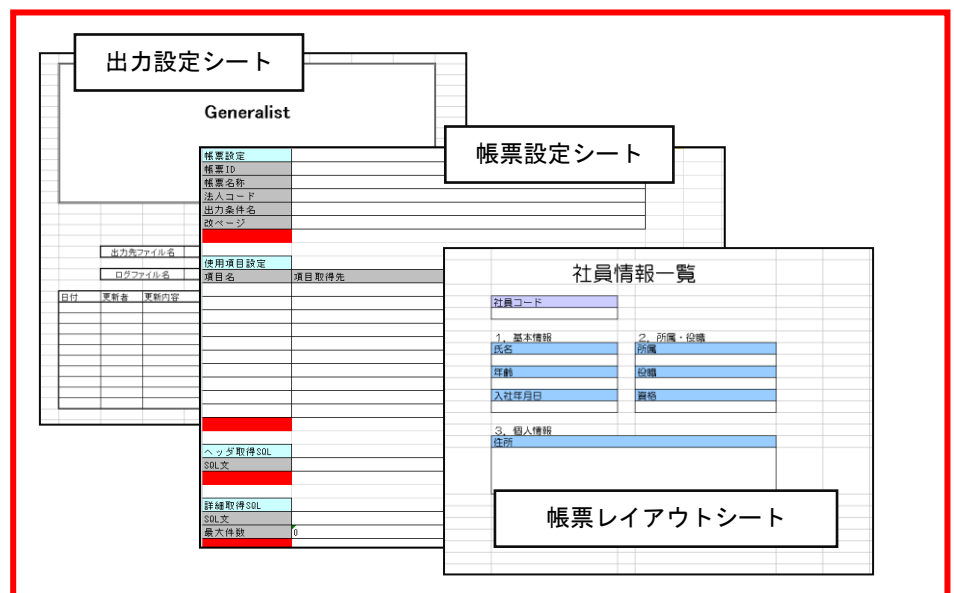 出力設定シート
Generalist
出力先ファイル名
ログファイル名
日付 更新者 更新内容
帳票設定シート
帳票設定
帳票ID
帳票名称
法人コード
出力条件名
改ページ
使用項目設定
項目名 項目取得先
ヘッダ取得SQL
SQL文
詳細取得SQL
SQL文
最大件数 0
社員情報一覧
社員コード
1．基本情報 2．所属・役職
氏名 所属
年齢 役職
入社年月日 資格
3．個人情報
住所
帳票レイアウトシート